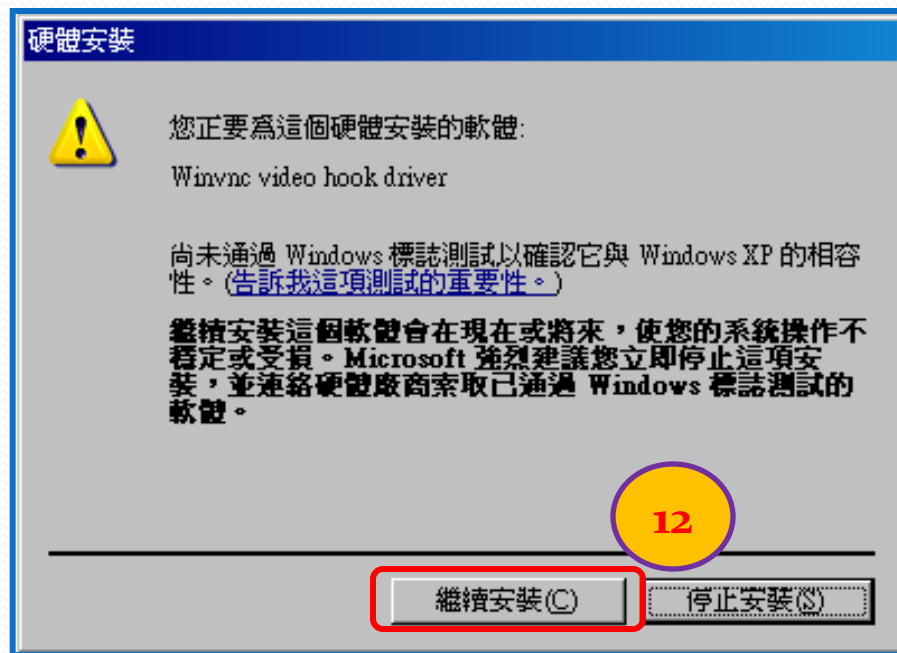 硬體安裝
您正要為這個硬體安裝的軟體:
Winvnc video hook driver
尚未通過 Windows 標誌測試以確認它與 Windows XP 的相容
性。(告訴我這項測試的重要性。)
繼續安裝這個軟體會在現在或將來，使您的系統操作不
穩定或受損。Microsoft 強烈建議您立即停止這項安
裝，並連絡硬體廠商索取已通過 Windows 標誌測試的
軟體。
12
繼續安裝(C)
停止安裝(S)